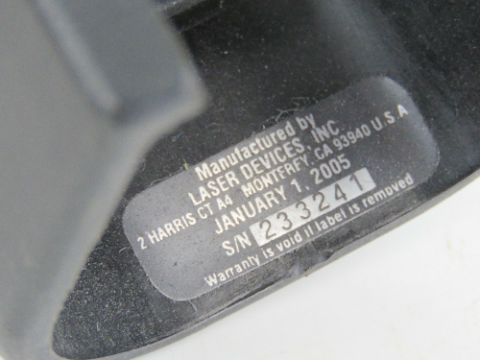 Manufactured by
LASER DEVICES, INC.
2 HARRIS CT A4 MONTEREY, CA 93940 U.S.A
JANUARY 1, 2005
S/N 233241
Warranty is void if label is removed